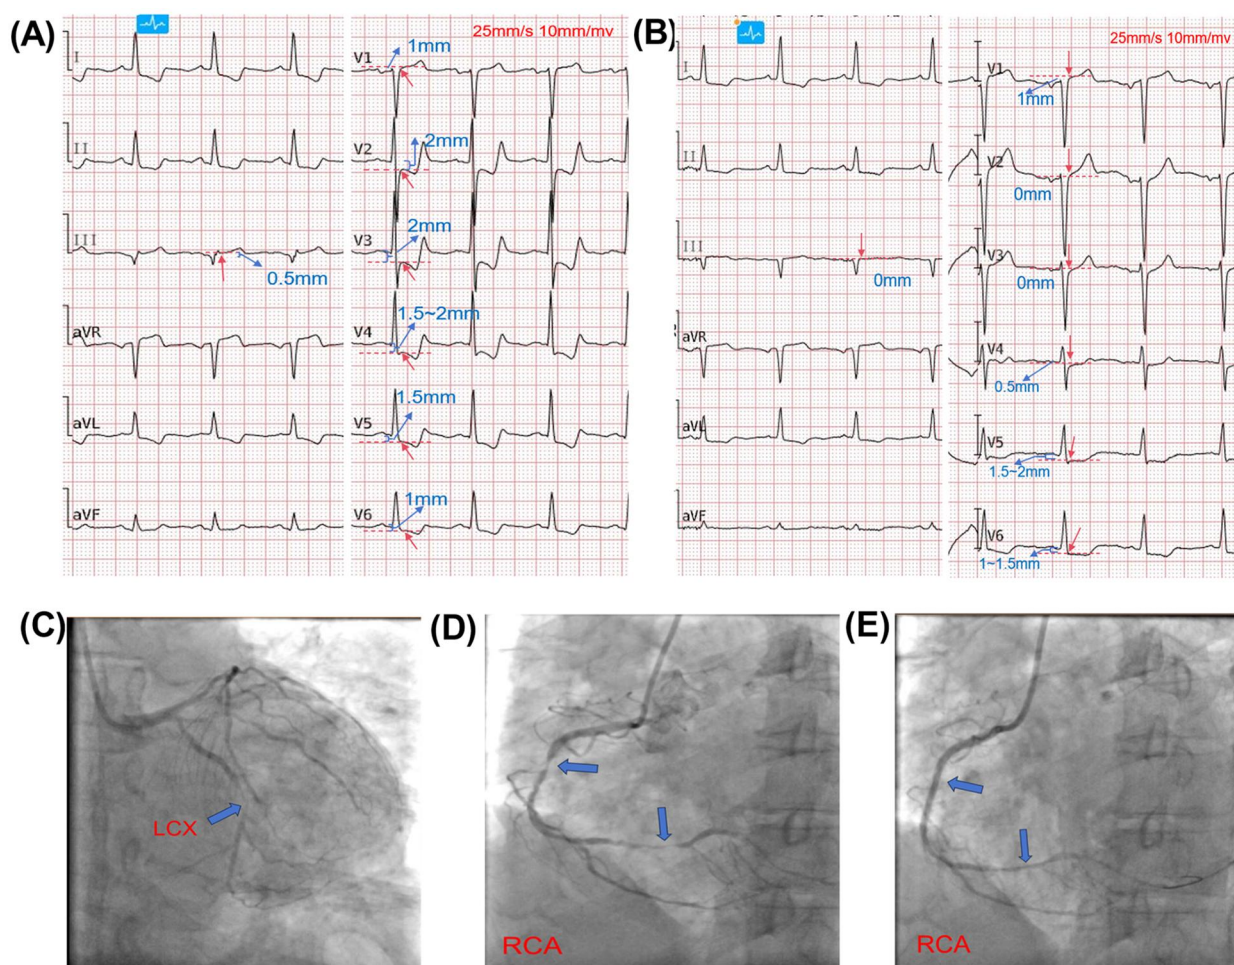 (A)
I
II
III
0.5mm
aVR
aVL
aVF
25mm/s 10mm/mv
V1
1mm
V2
2mm
V3
2mm
V4
1.5~2mm
V5
1.5mm
V6
1mm
(B)
I
II
III
0mm
aVR
aVL
aVF
25mm/s 10mm/mv
V1
1mm
V2
0mm
V3
0mm
V4
0.5mm
V5
1.5~2mm
V6
1~1.5mm
(C)
LCX
(D)
RCA
(E)
RCA